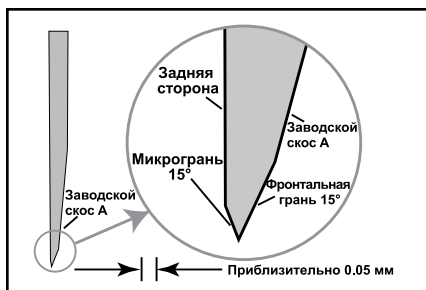 Задняя
сторона
Заводской
скос А
Микрогрань
15°
Фронтальная
грань 15°
Заводской
скос А
Приблизительно 0.05 мм